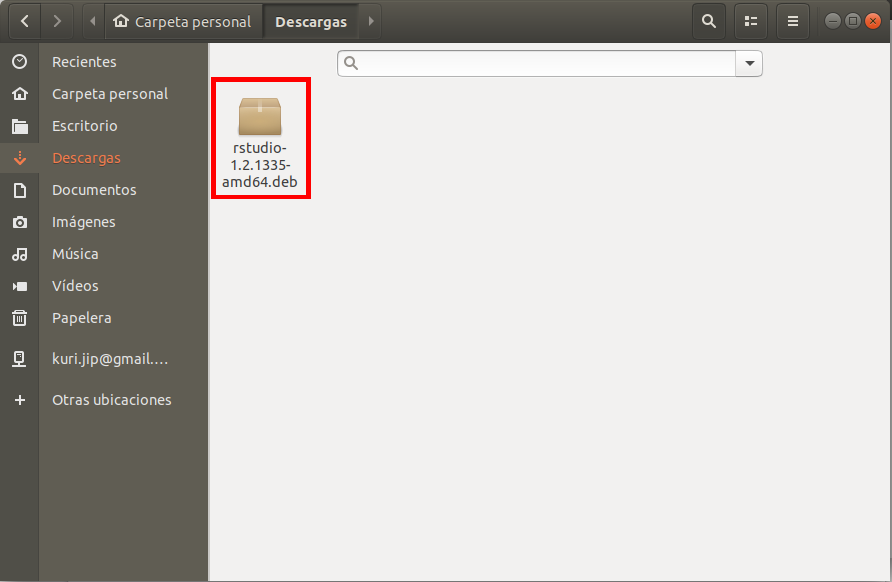 Carpeta personal
Descargas
Recientes
Carpeta personal
Escritorio
Descargas
Documentos
Imágenes
Música
Vídeos
Papelera
kuri.jip@gmail.…
Otras ubicaciones
rstudio-
1.2.1335-
amd64.deb